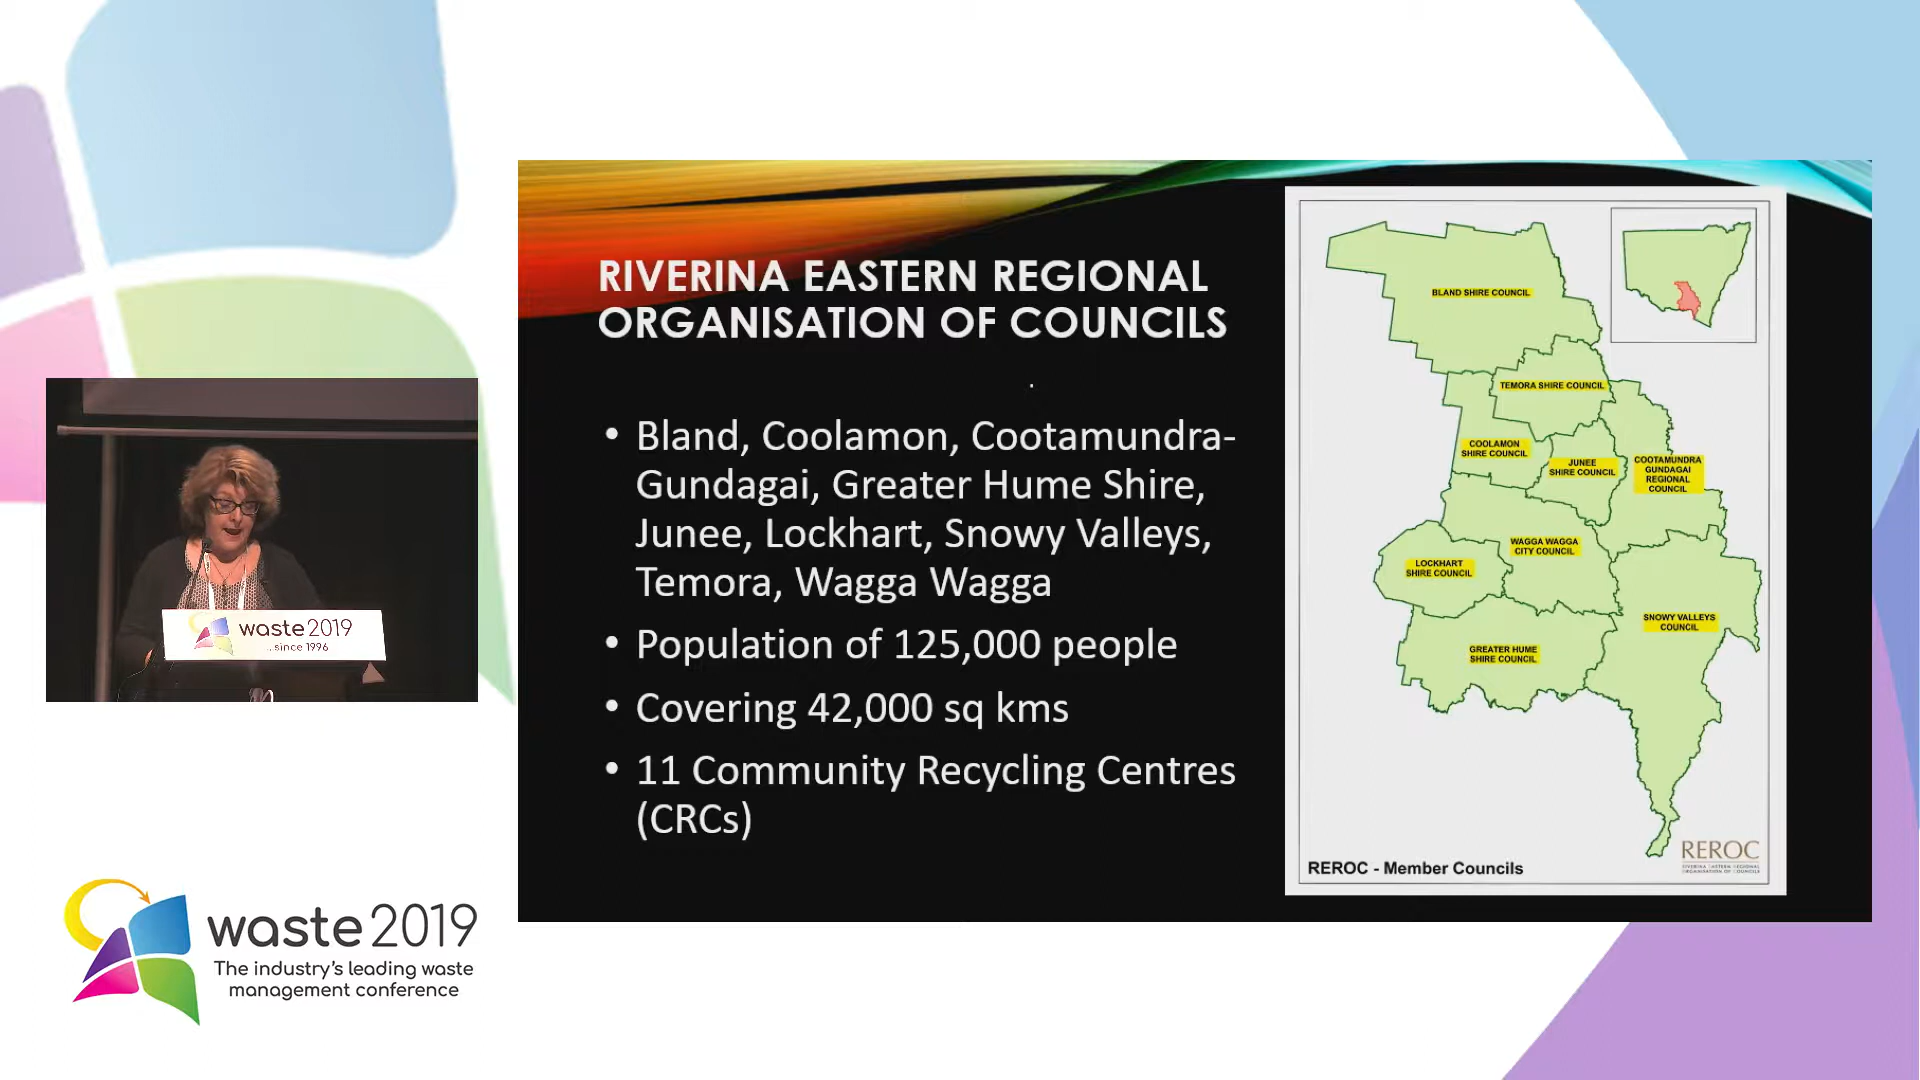 RIVERINA EASTERN REGIONAL
ORGANISATION OF COUNCILS
• Bland, Coolamon, Cootamundra-
Gundagai, Greater Hume Shire,
Junee, Lockhart, Snowy Valleys,
Temora, Wagga Wagga
• Population of 125,000 people
• Covering 42,000 sq kms
• 11 Community Recycling Centres
(CRCs)
BLAND SHIRE COUNCIL
TEMORA SHIRE COUNCIL
COOLAMON
SHIRE COUNCIL
JUNEE
SHIRE COUNCIL
COOTAMUNDRA
GUNDAGAI
REGIONAL
COUNCIL
WAGGA WAGGA
CITY COUNCIL
LOCKHART
SHIRE COUNCIL
SNOWY VALLEYS
COUNCIL
GREATER HUME
SHIRE COUNCIL
REROC - Member Councils
REROC
RIVERINA EASTERN REGIONAL
ORGANISATION OF COUNCILS
waste 2019
...since 1996
waste 2019
The industry's leading waste
management conference